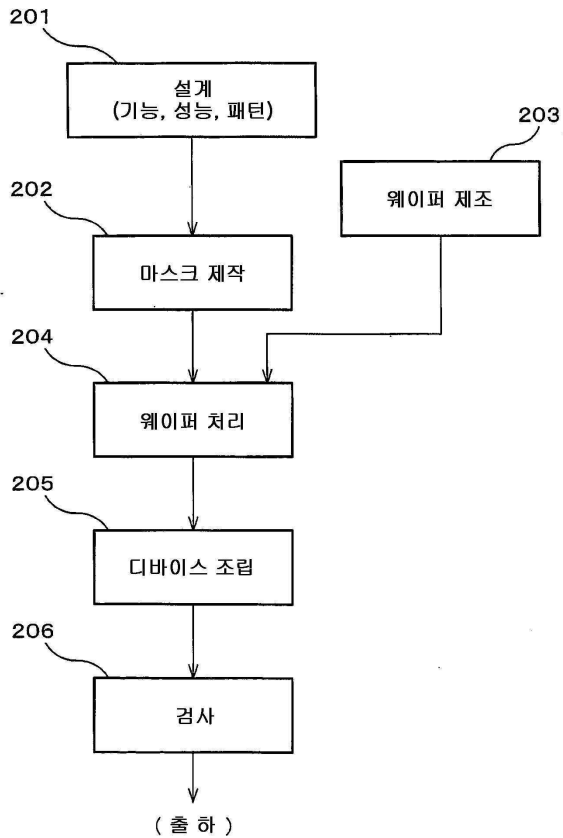 201
설계
(기능, 성능, 패턴)
203
웨이퍼 제조
202
마스크 제작
204
웨이퍼 처리
205
디바이스 조립
206
검사
( 출 하 )